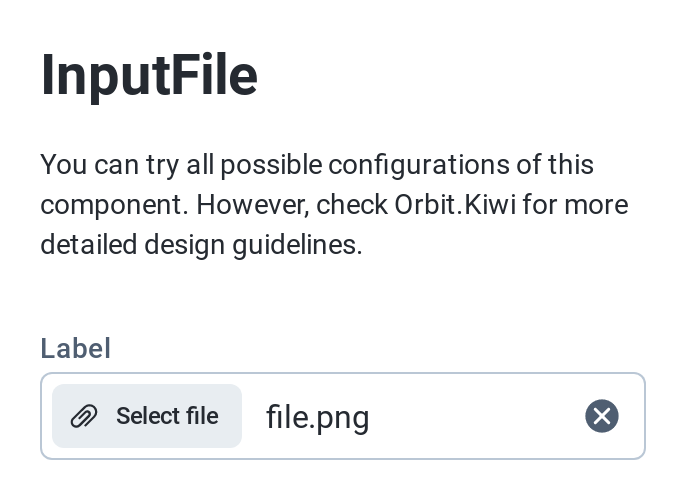 InputFile
You can try all possible configurations of this
component. However, check Orbit.Kiwi for more
detailed design guidelines.
Label
Select file file.png